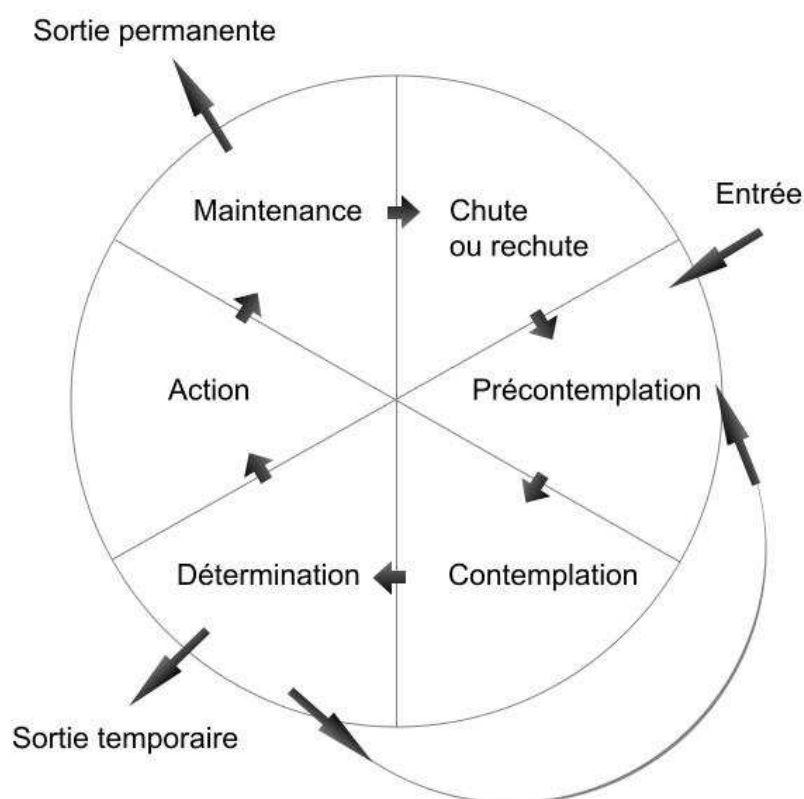 Sortie permanente
Entrée
Maintenance
Chute
ou rechute
Action
Précontemplation
Détermination
Contemplation
Sortie temporaire